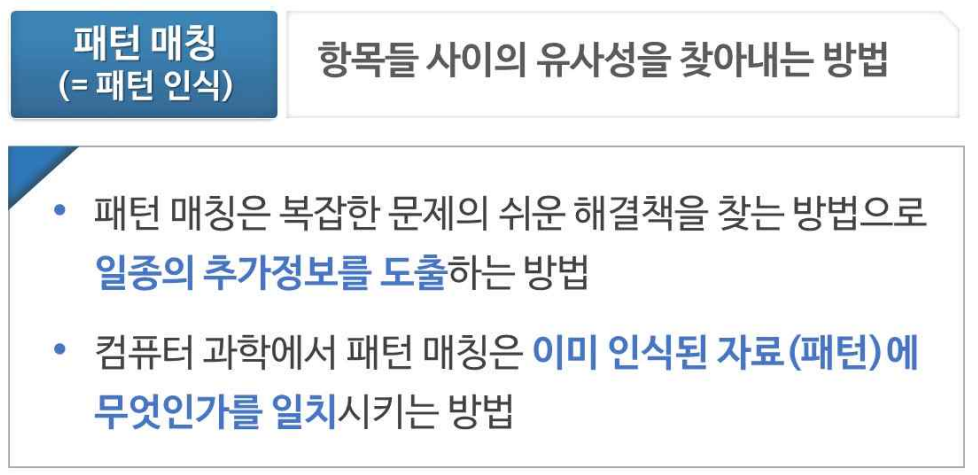 패턴 매칭
(= 패턴 인식)
항목들 사이의 유사성을 찾아내는 방법
• 패턴 매칭은 복잡한 문제의 쉬운 해결책을 찾는 방법으로
일종의 추가정보를 도출하는 방법
• 컴퓨터 과학에서 패턴 매칭은 이미 인식된 자료(패턴)에
무엇인가를 일치시키는 방법